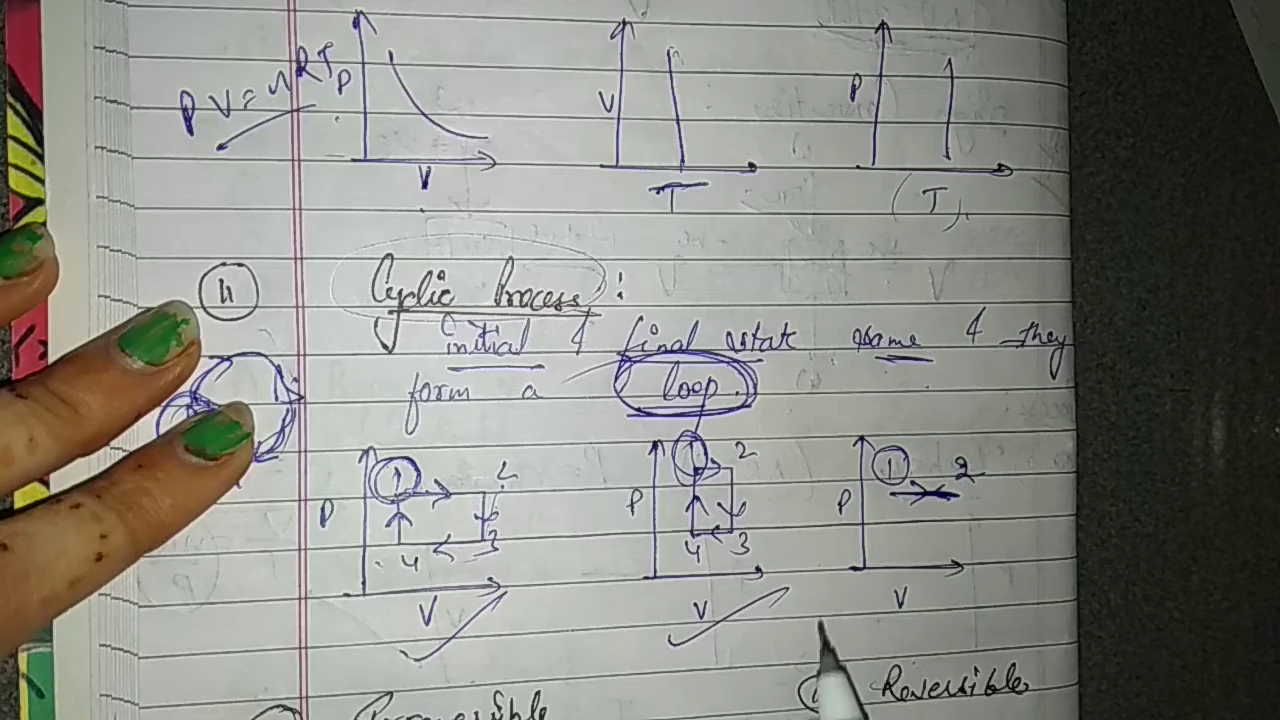 PV = nRT
P V
V T
P (T).
(4) Cyclic Process :
initial & final state same & they
form a loop.
P 1 2 3 4 V
P 1 2 3 4 V
P 1 2 V
Reversible